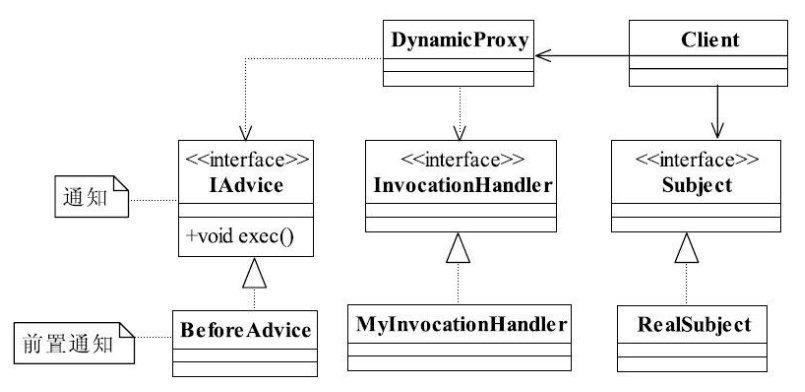 DynamicProxy
Client
<<interface>>
IAdvice
+void exec()
通知
<<interface>>
InvocationHandler
<<interface>>
Subject
前置通知
BeforeAdvice
MyInvocationHandler
RealSubject